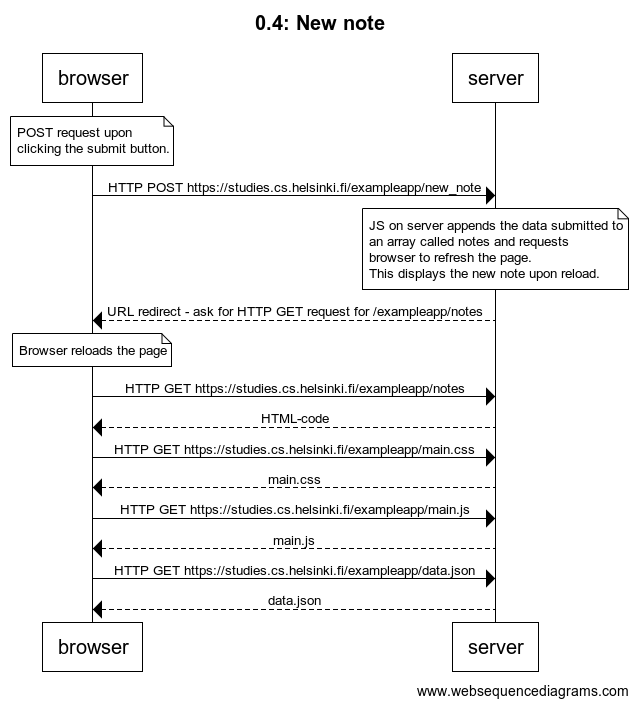 0.4: New note
browser
server
POST request upon
clicking the submit button.
HTTP POST https://studies.cs.helsinki.fi/exampleapp/new_note
JS on server appends the data submitted to
an array called notes and requests
browser to refresh the page.
This displays the new note upon reload.
URL redirect - ask for HTTP GET request for /exampleapp/notes
Browser reloads the page
HTTP GET https://studies.cs.helsinki.fi/exampleapp/notes
HTML-code
HTTP GET https://studies.cs.helsinki.fi/exampleapp/main.css
main.css
HTTP GET https://studies.cs.helsinki.fi/exampleapp/main.js
main.js
HTTP GET https://studies.cs.helsinki.fi/exampleapp/data.json
data.json
browser
server
www.websequencediagrams.com